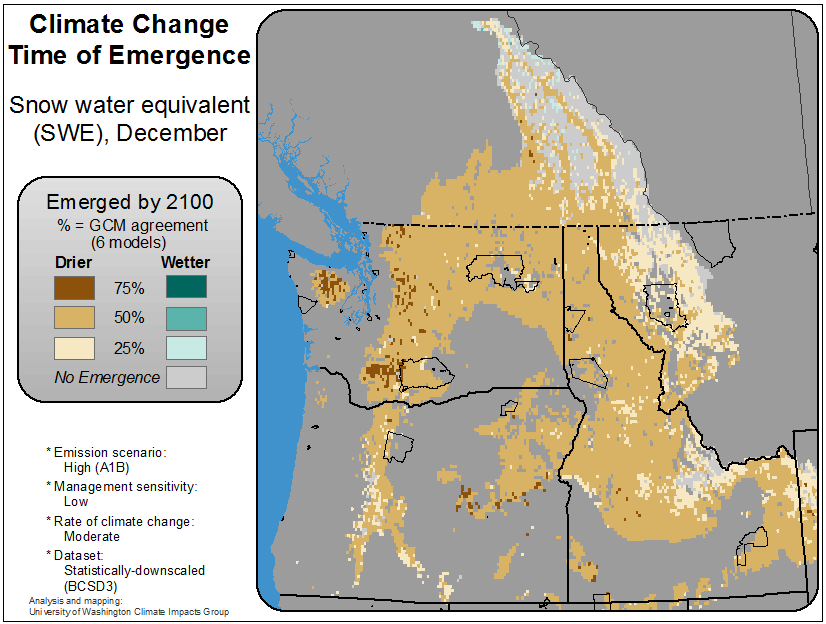 Climate Change
Time of Emergence
Snow water equivalent
(SWE), December
Emerged by 2100
% = GCM agreement
(6 models)
Drier Wetter
75%
50%
25%
No Emergence
* Emission scenario:
High (A1B)
* Management sensitivity:
Low
* Rate of climate change:
Moderate
* Dataset:
Statistically-downscaled
(BCSD3)
Analysis and mapping:
University of Washington Climate Impacts Group